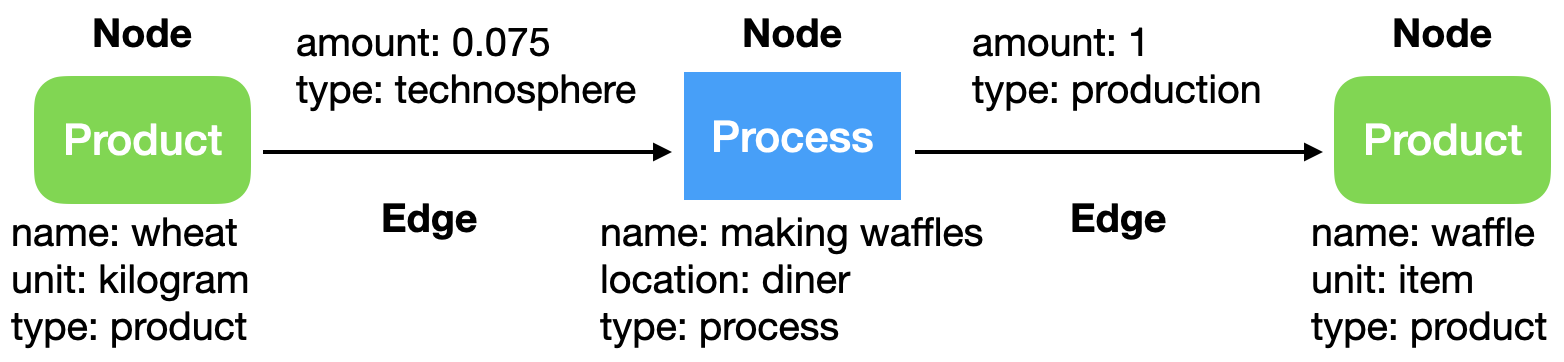 Node
Product
name: wheat
unit: kilogram
type: product
amount: 0.075
type: technosphere
Edge
Node
Process
name: making waffles
location: diner
type: process
amount: 1
type: production
Edge
Node
Product
name: waffle
unit: item
type: product